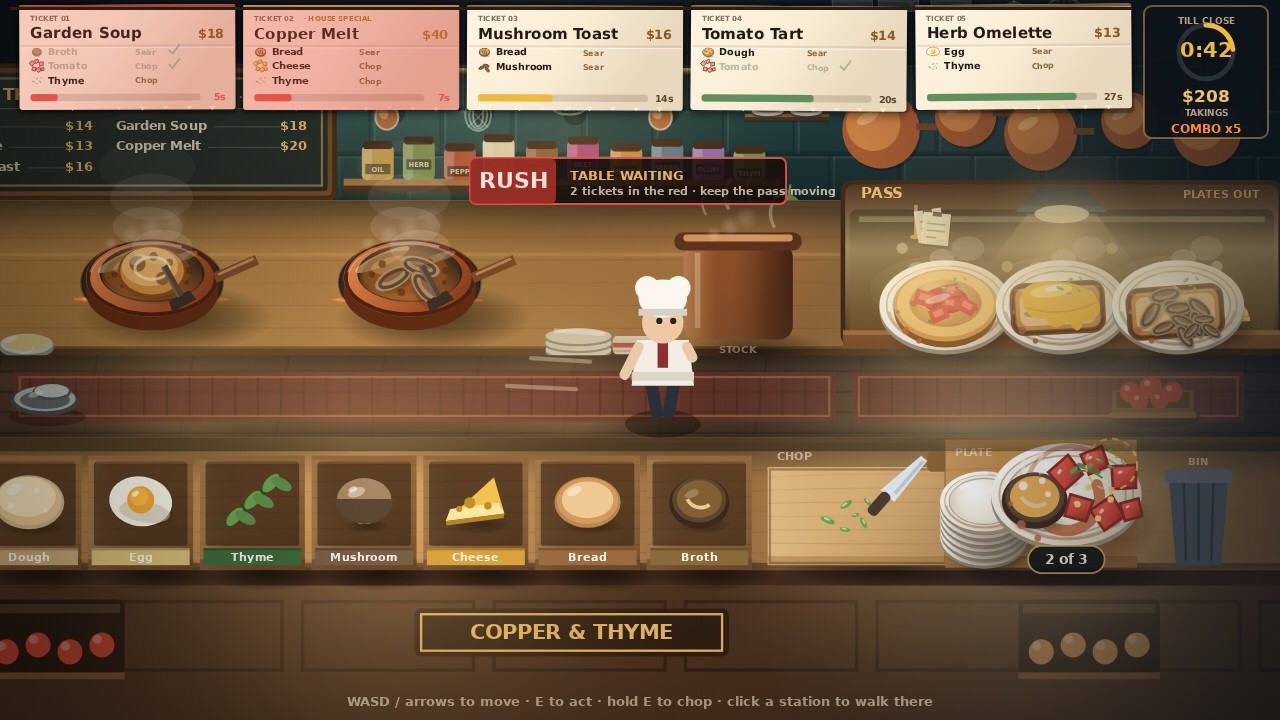 TICKET 01
Garden Soup $18
Broth Sear
Tomato Chop
Thyme Chop
5s
TICKET 02 · HOUSE SPECIAL
Copper Melt $40
Bread Sear
Cheese Chop
Thyme Chop
7s
TICKET 03
Mushroom Toast $16
Bread Sear
Mushroom Sear
14s
TICKET 04
Tomato Tart $14
Dough Sear
Tomato Chop
20s
TICKET 05
Herb Omelette $13
Egg Sear
Thyme Chop
27s
TILL CLOSE
0:42
$208
TAKINGS
COMBO x5
$14 Garden Soup $18
$13 Copper Melt $20
ast $16
OIL
HERB
RUSH
TABLE WAITING
2 tickets in the red · keep the pass moving
PASS
PLATES OUT
STOCK
CHOP
PLATE
BIN
Dough
Egg
Thyme
Mushroom
Cheese
Bread
Broth
2 of 3
COPPER & THYME
WASD / arrows to move · E to act · hold E to chop · click a station to walk there